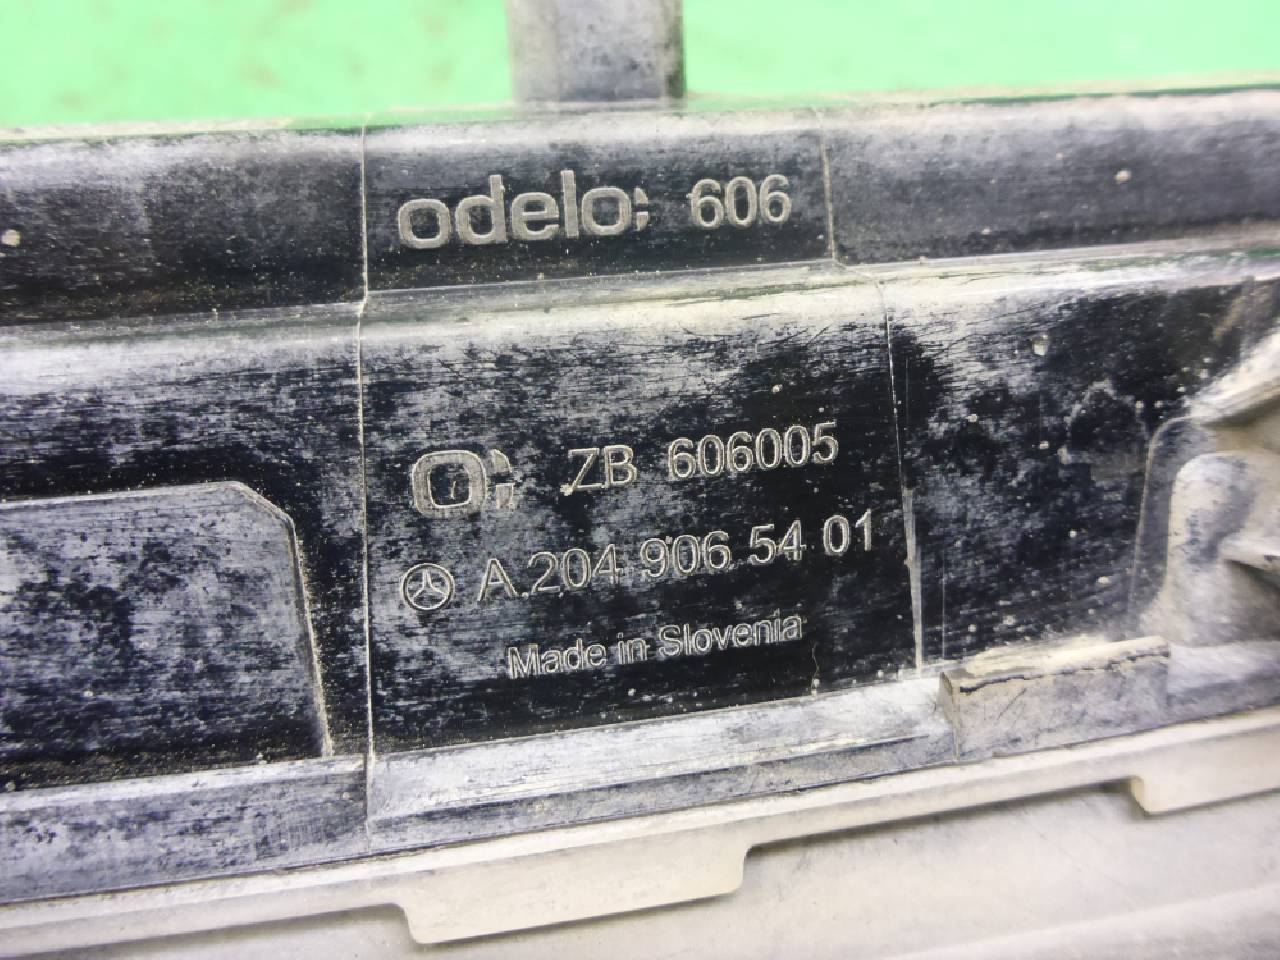 odelo; 606
o; ZB 606005
A.204 906 54 01
Made in Slovenia